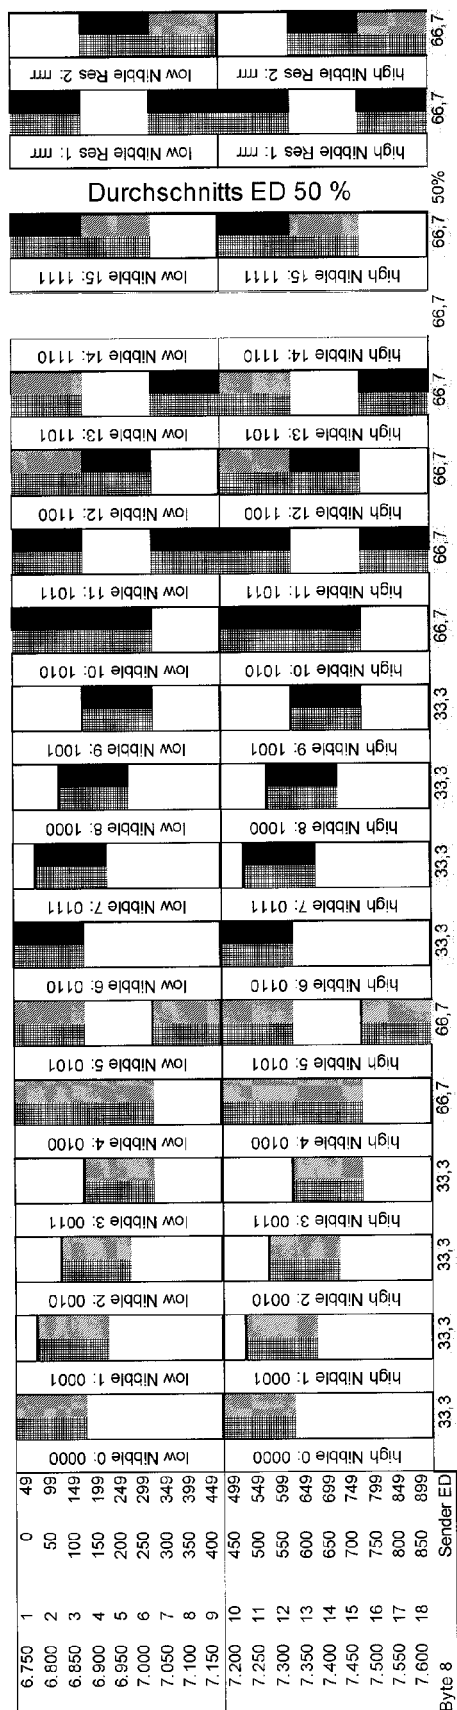 66,7
low Nibble Res 2: rrrr high Nibble Res 2: rrrr
66,7
low Nibble Res 1: rrrr high Nibble Res 1: rrrr
Durchschnitts ED 50 % 50%
66,7
low Nibble 15: 1111 high Nibble 15: 1111
66,7
low Nibble 14: 1110 high Nibble 14: 1110
66,7
low Nibble 13: 1101 high Nibble 13: 1101
66,7
low Nibble 12: 1100 high Nibble 12: 1100
66,7
low Nibble 11: 1011 high Nibble 11: 1011
66,7
low Nibble 10: 1010 high Nibble 10: 1010
33,3
low Nibble 9: 1001 high Nibble 9: 1001
33,3
low Nibble 8: 1000 high Nibble 8: 1000
33,3
low Nibble 7: 0111 high Nibble 7: 0111
33,3
low Nibble 6: 0110 high Nibble 6: 0110
66,7
low Nibble 5: 0101 high Nibble 5: 0101
66,7
low Nibble 4: 0100 high Nibble 4: 0100
33,3
low Nibble 3: 0011 high Nibble 3: 0011
33,3
low Nibble 2: 0010 high Nibble 2: 0010
33,3
low Nibble 1: 0001 high Nibble 1: 0001
33,3
low Nibble 0: 0000 high Nibble 0: 0000
6.750 1 0 49
6.800 2 50 99
6.850 3 100 149
6.900 4 150 199
6.950 5 200 249
7.000 6 250 299
7.050 7 300 349
7.100 8 350 399
7.150 9 400 449
7.200 10 450 499
7.250 11 500 549
7.300 12 550 599
7.350 13 600 649
7.400 14 650 699
7.450 15 700 749
7.500 16 750 799
7.550 17 800 849
7.600 18 850 899
Byte 8 Sender ED